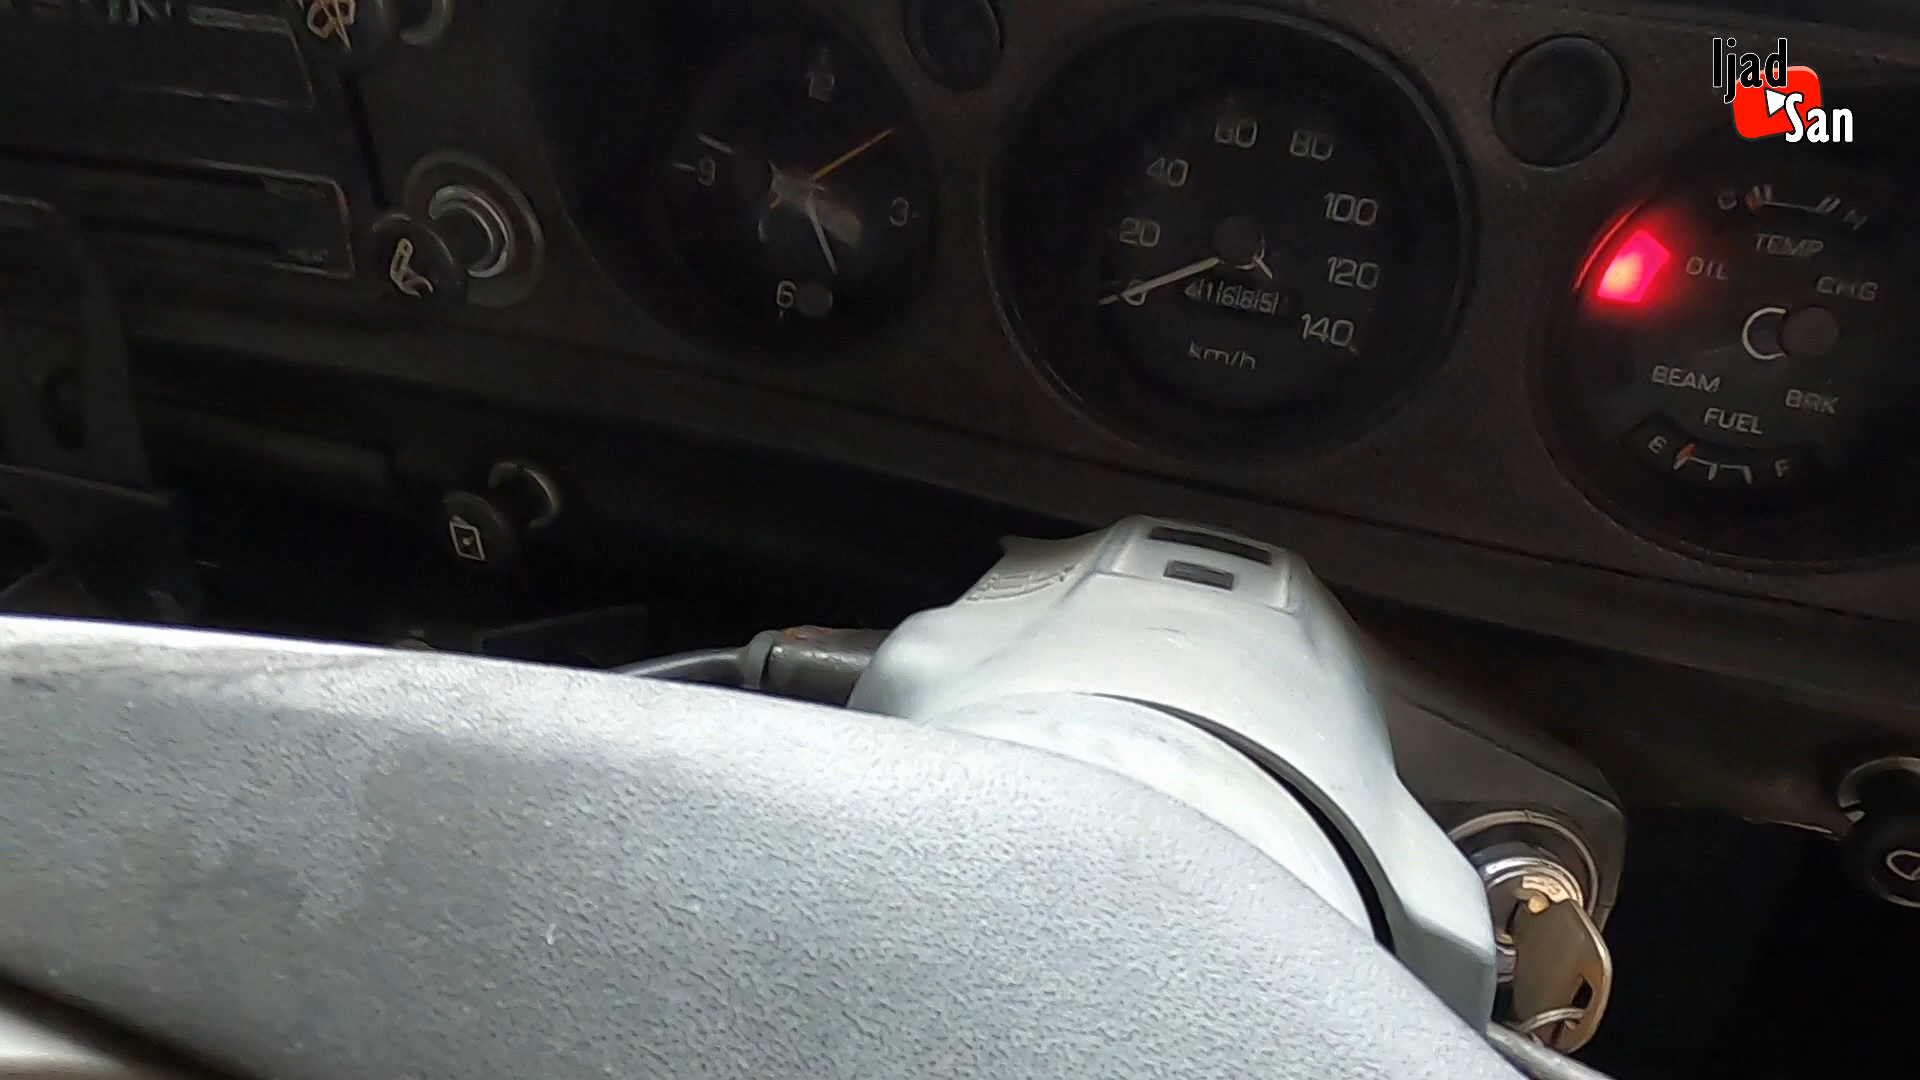 Ijad
San
12
9
3
6
60 80
40
100
20
120
0
41685
140
km/h
C H
TEMP
OIL
CHG
BEAM
BRK
FUEL
E F